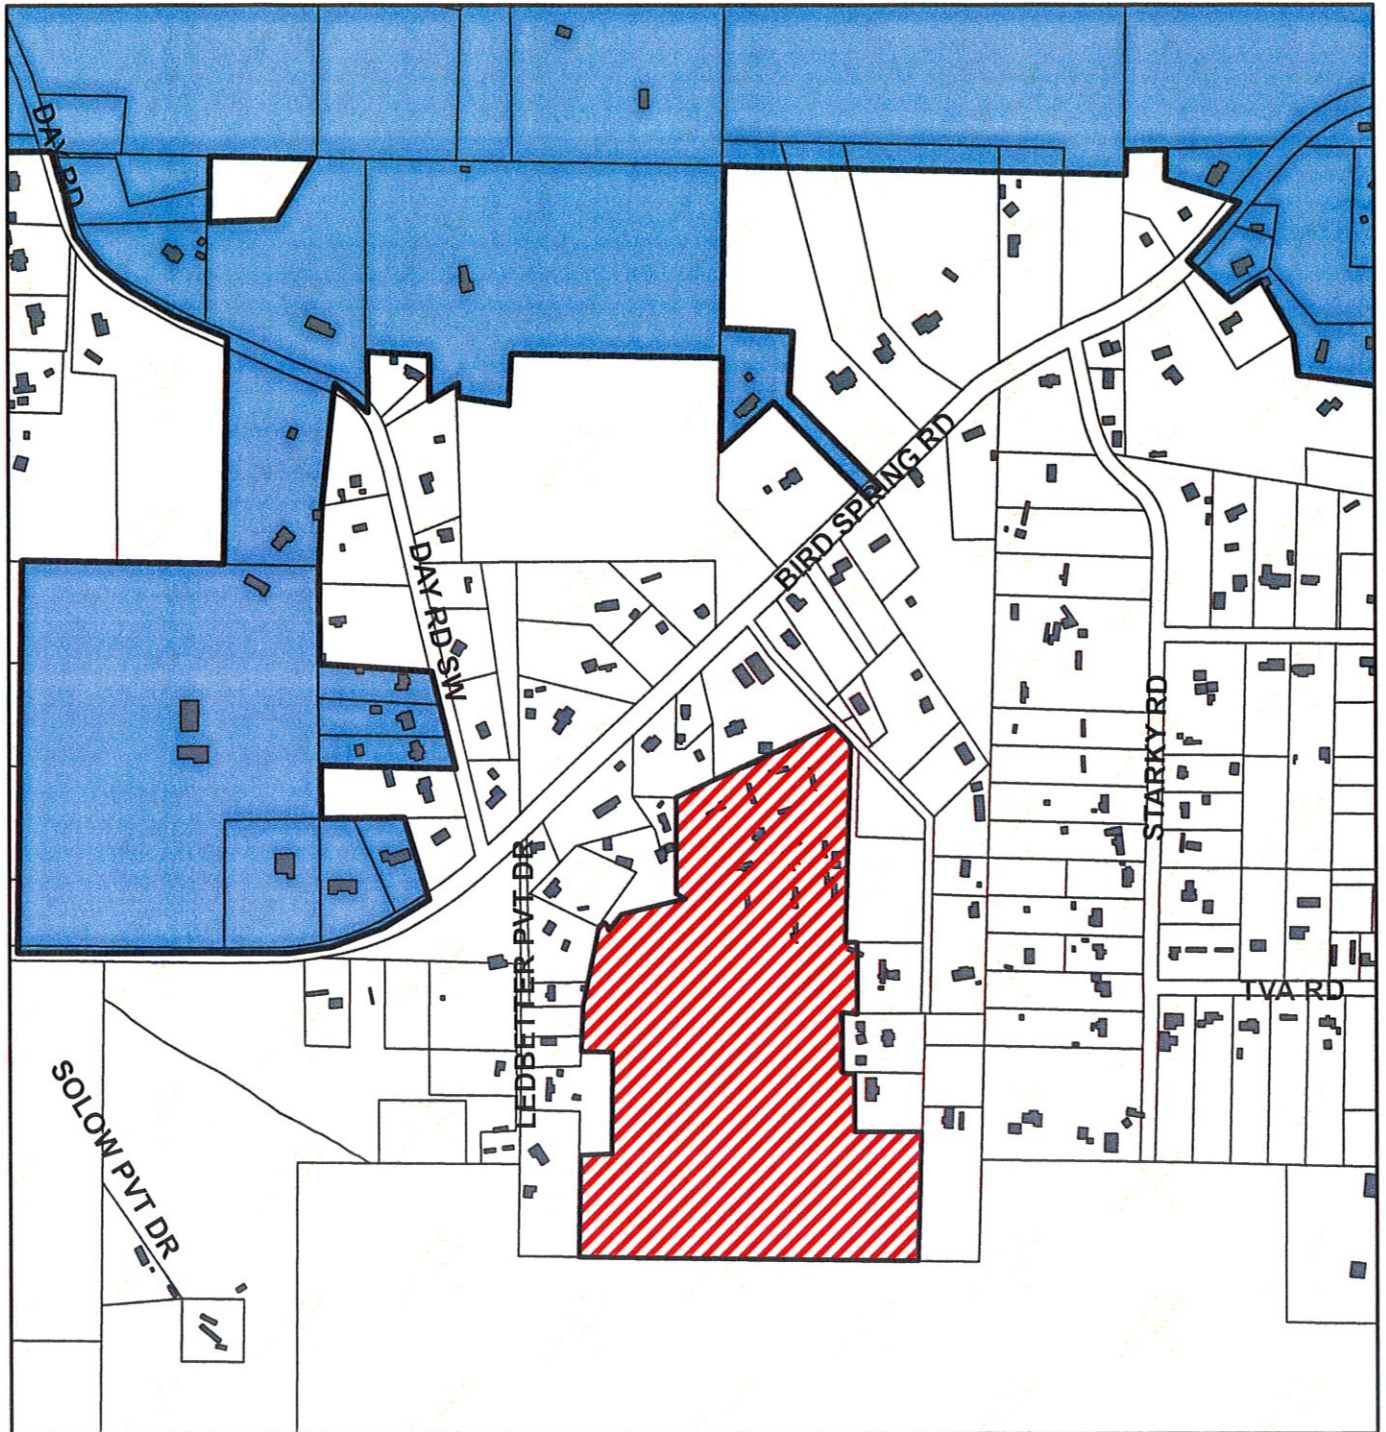 DAY RD
BIRD SPRING RD
DAY RD SW
STARKY RD
LEDBETTER PVT DR
TVA RD
SOLOW PVT DR